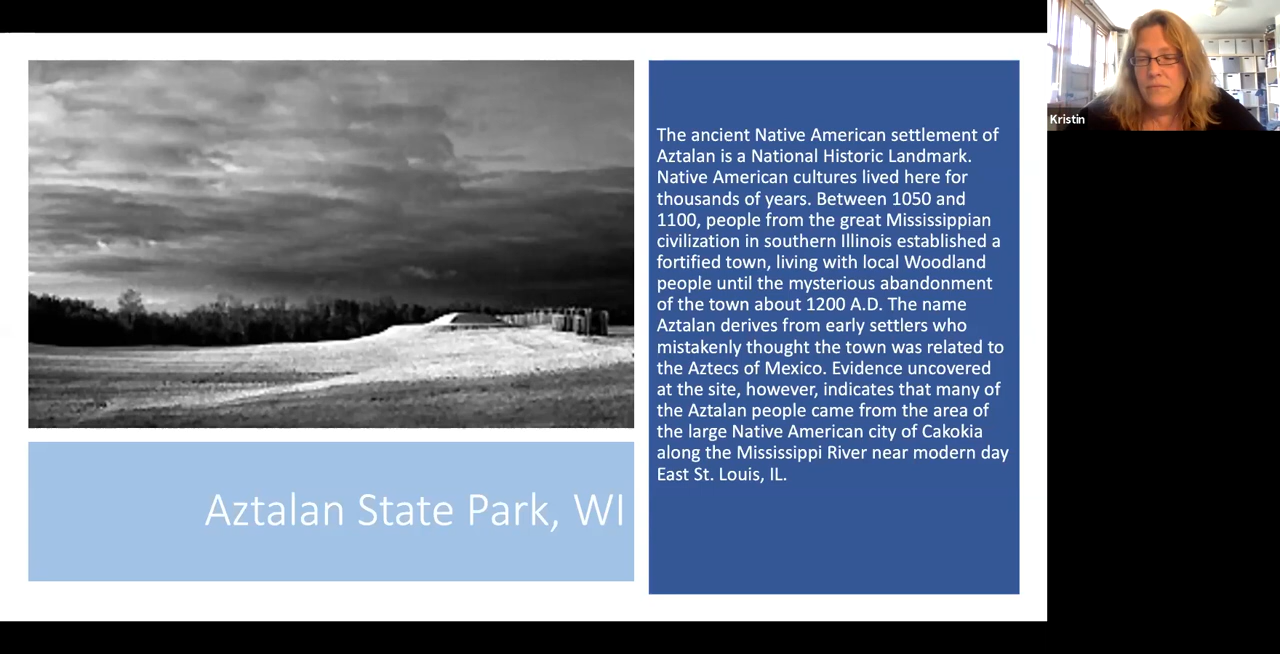 The ancient Native American settlement of
Aztalan is a National Historic Landmark.
Native American cultures lived here for
thousands of years. Between 1050 and
1100, people from the great Mississippian
civilization in southern Illinois established a
fortified town, living with local Woodland
people until the mysterious abandonment
of the town about 1200 A.D. The name
Aztalan derives from early settlers who
mistakenly thought the town was related to
the Aztecs of Mexico. Evidence uncovered
at the site, however, indicates that many of
the Aztalan people came from the area of
the large Native American city of Cakokia
along the Mississippi River near modern day
East St. Louis, IL.
Aztalan State Park, WI
Kristin